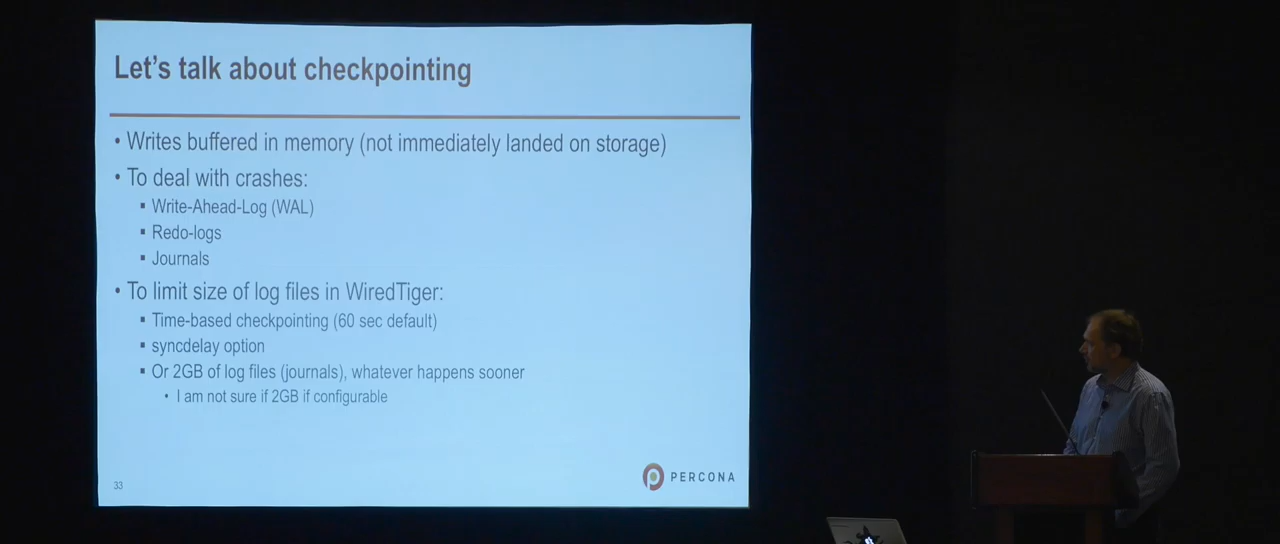 Let's talk about checkpointing
• Writes buffered in memory (not immediately landed on storage)
• To deal with crashes:
▪ Write-Ahead-Log (WAL)
▪ Redo-logs
▪ Journals
• To limit size of log files in WiredTiger:
▪ Time-based checkpointing (60 sec default)
▪ syncdelay option
▪ Or 2GB of log files (journals), whatever happens sooner
• I am not sure if 2GB if configurable
33
PERCONA